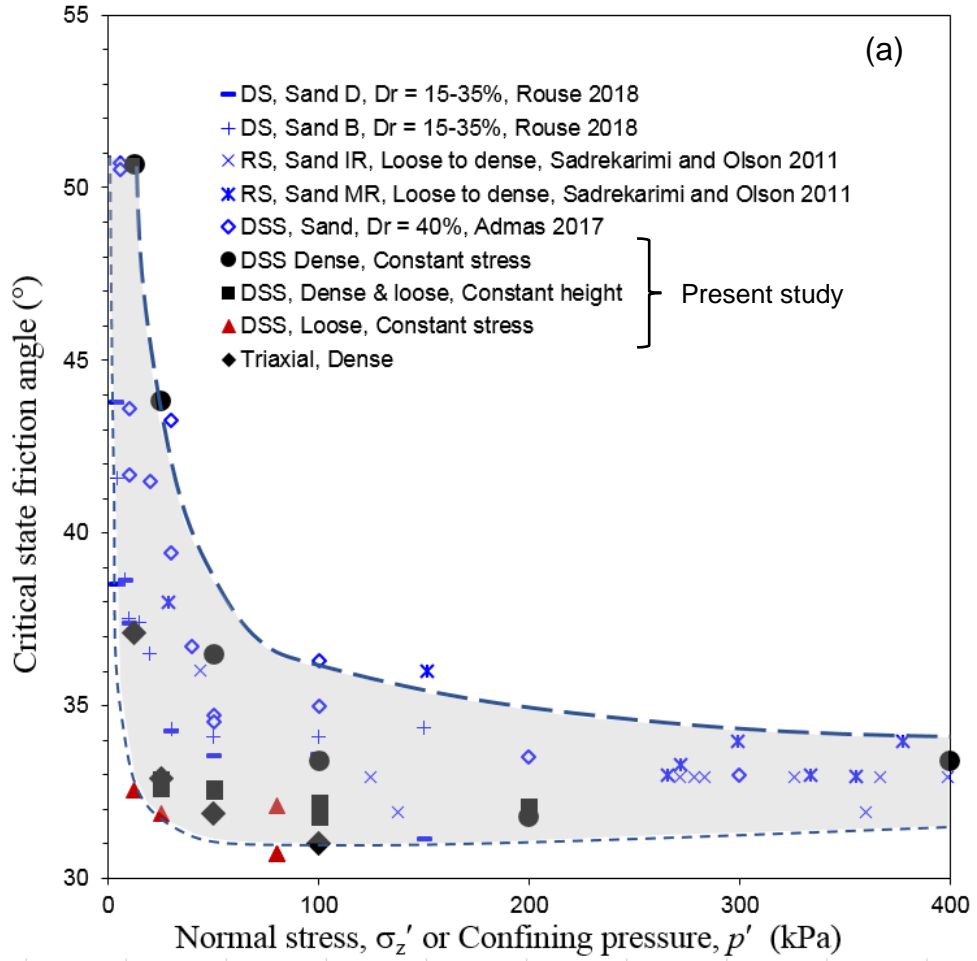 (a)
DS, Sand D, Dr = 15-35%, Rouse 2018
DS, Sand B, Dr = 15-35%, Rouse 2018
RS, Sand IR, Loose to dense, Sadrekarimi and Olson 2011
RS, Sand MR, Loose to dense, Sadrekarimi and Olson 2011
DSS, Sand, Dr = 40%, Admas 2017
DSS Dense, Constant stress
DSS, Dense & loose, Constant height
DSS, Loose, Constant stress
Triaxial, Dense
Present study
Critical state friction angle (°)
55
50
45
40
35
30
0 100 200 300 400
Normal stress, σz′ or Confining pressure, p′ (kPa)